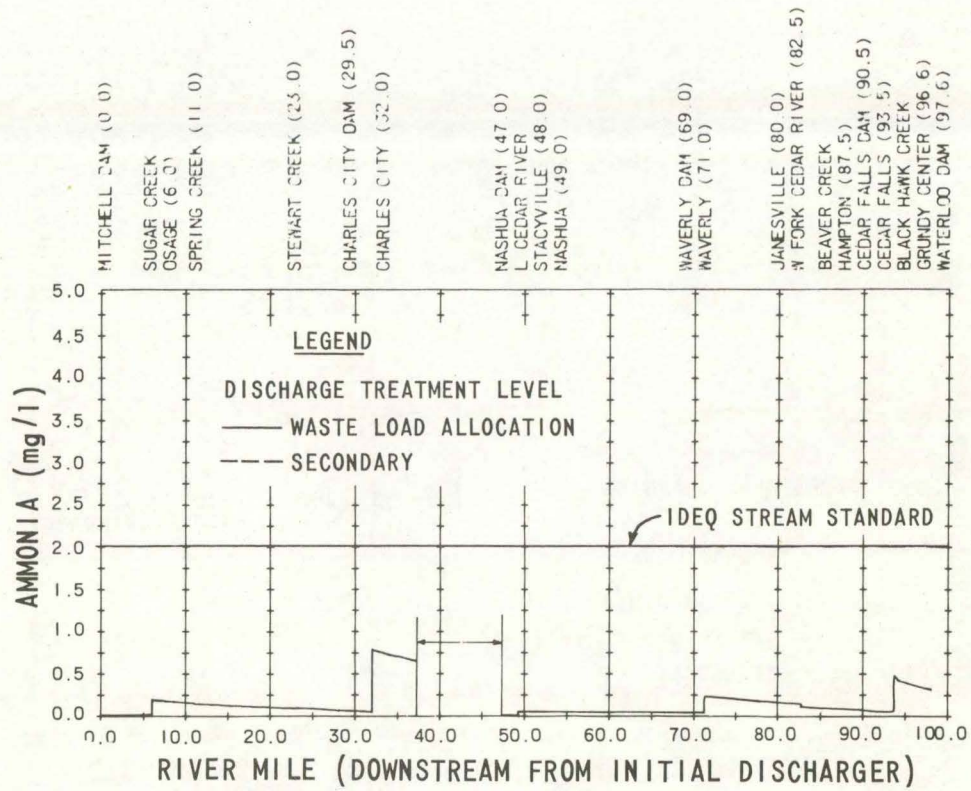 MITCHELL DAM (0.0)
SUGAR CREEK
OSAGE (6.0)
SPRING CREEK (11.0)
STEWART CREEK (23.0)
CHARLES CITY DAM (29.5)
CHARLES CITY
NASHUA DAM (47.0)
L CEDAR RIVER
STACYVILLE (48.0)
NASHUA (49.0)
WAVERLY DAM (69.0)
WAVERLY (71.0)
JANESVILLE (80.0)
W FORK CEDAR RIVER (82.5)
BEAVER CREEK
HAMPTON (87.5)
CEDAR FALLS DAM (90.5)
CEDAR FALLS (93.5)
BLACK HAWK CREEK
GRUNDY CENTER (96.6)
WATERLOO DAM (97.6)
5.0
4.5
4.0
3.5
3.0
2.5
2.0
1.5
1.0
0.5
0.0
AMMONIA (mg/l)
LEGEND
DISCHARGE TREATMENT LEVEL
WASTE LOAD ALLOCATION
SECONDARY
IDEQ STREAM STANDARD
0.0 10.0 20.0 30.0 40.0 50.0 60.0 70.0 80.0 90.0 100.0
RIVER MILE (DOWNSTREAM FROM INITIAL DISCHARGER)